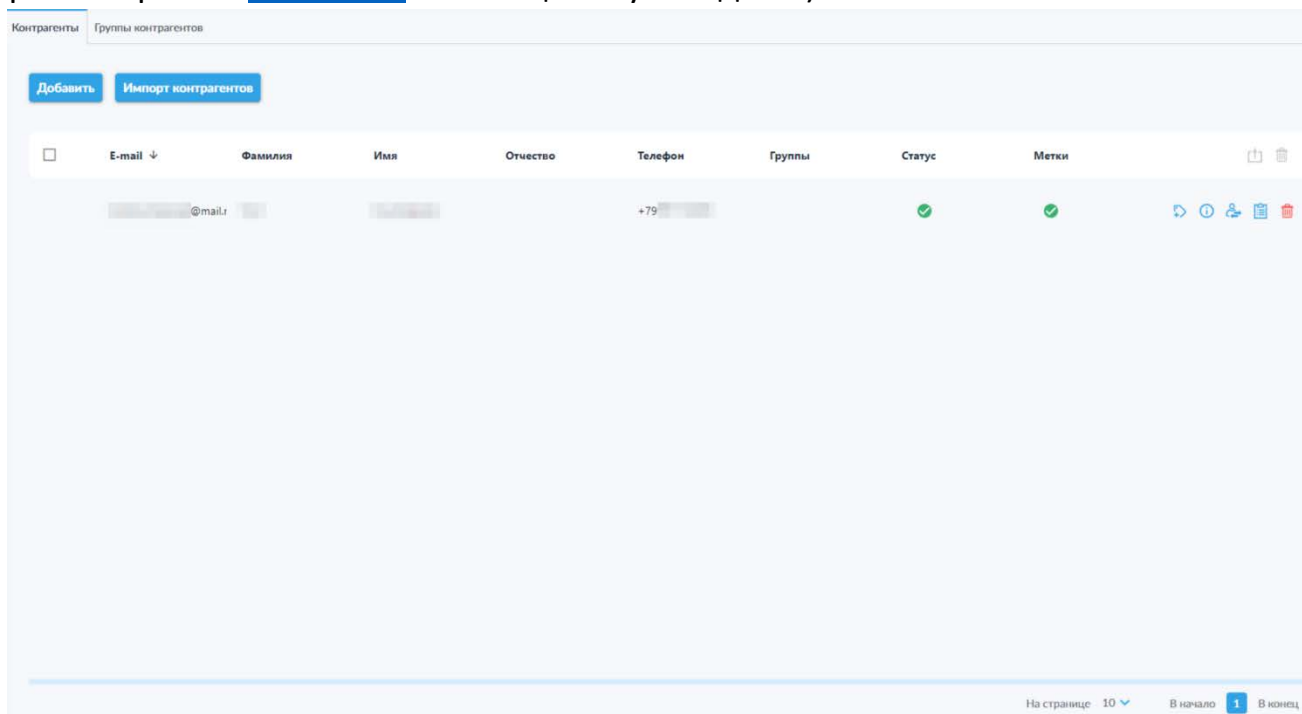 Контрагенты Группы контрагентов
Добавить Импорт контрагентов
E-mail Фамилия Имя Отчество Телефон Группы Статус Метки
@mail.r +79
На странице 10 В начало 1 В конец